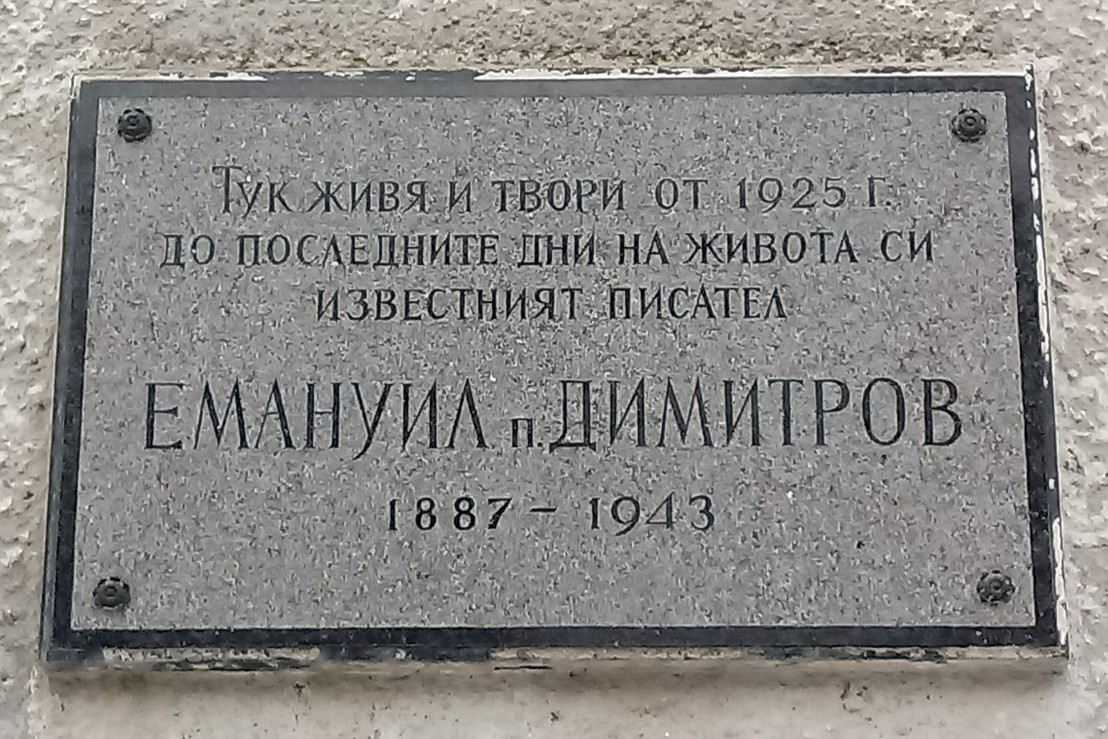 Тук живя и твори от 1925 г.
до последните дни на живота си
известният писател
ЕМАНУИЛ п. ДИМИТРОВ
1887 – 1943